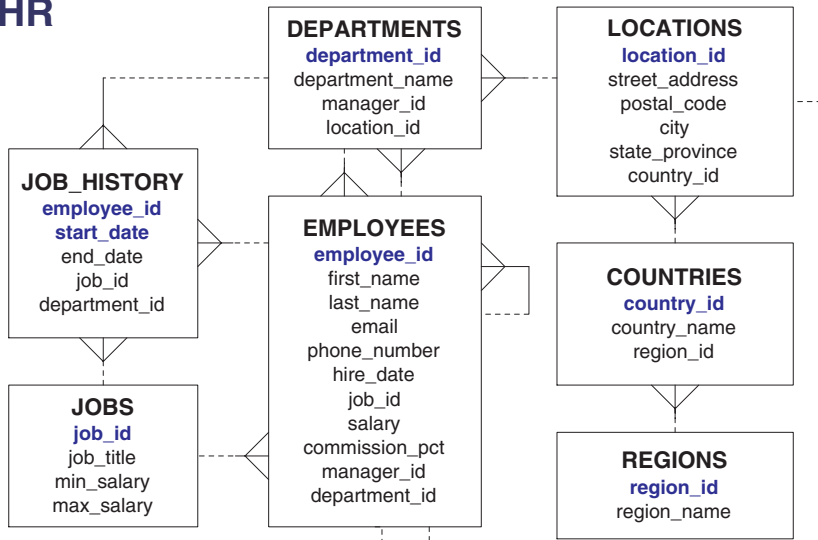 HR
DEPARTMENTS
department_id
department_name
manager_id
location_id
LOCATIONS
location_id
street_address
postal_code
city
state_province
country_id
JOB_HISTORY
employee_id
start_date
end_date
job_id
department_id
EMPLOYEES
employee_id
first_name
last_name
email
phone_number
hire_date
job_id
salary
commission_pct
manager_id
department_id
COUNTRIES
country_id
country_name
region_id
JOBS
job_id
job_title
min_salary
max_salary
REGIONS
region_id
region_name